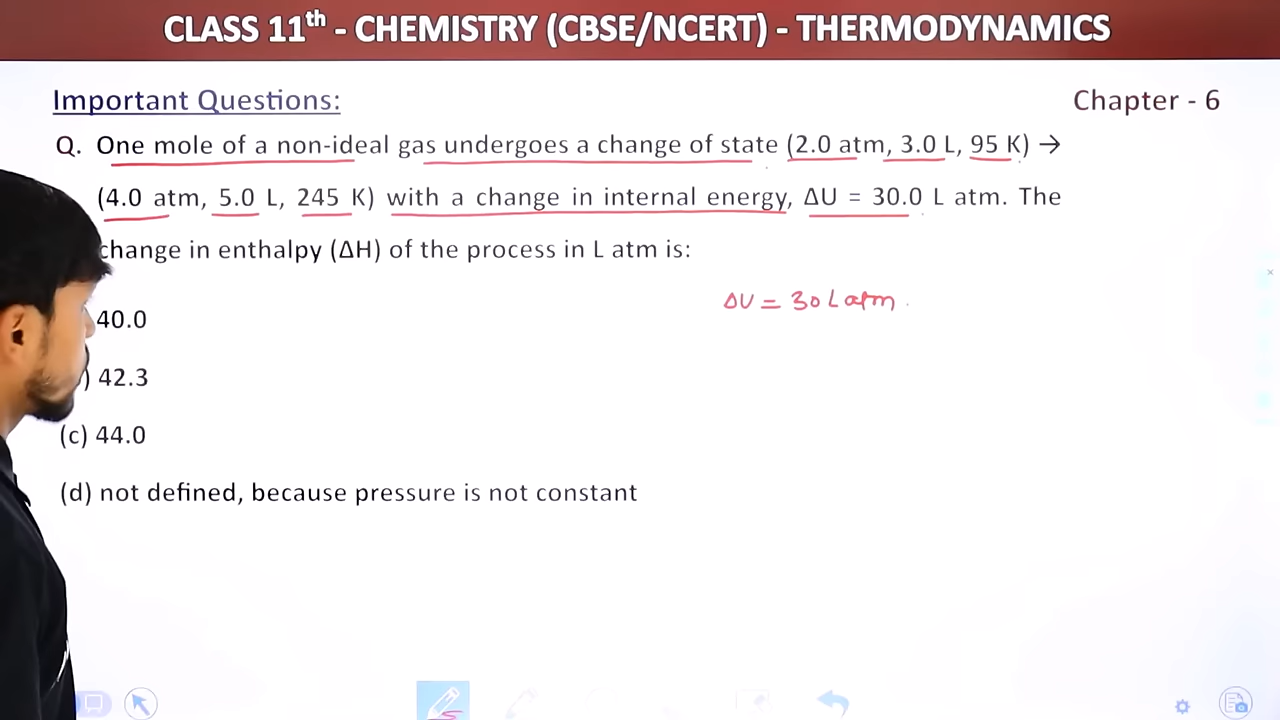 CLASS 11th - CHEMISTRY (CBSE/NCERT) - THERMODYNAMICS
Important Questions:
Chapter - 6
Q. One mole of a non-ideal gas undergoes a change of state (2.0 atm, 3.0 L, 95 K) →
(4.0 atm, 5.0 L, 245 K) with a change in internal energy, ΔU = 30.0 L atm. The
change in enthalpy (ΔH) of the process in L atm is:
ΔU = 30 L atm.
40.0
) 42.3
(c) 44.0
(d) not defined, because pressure is not constant